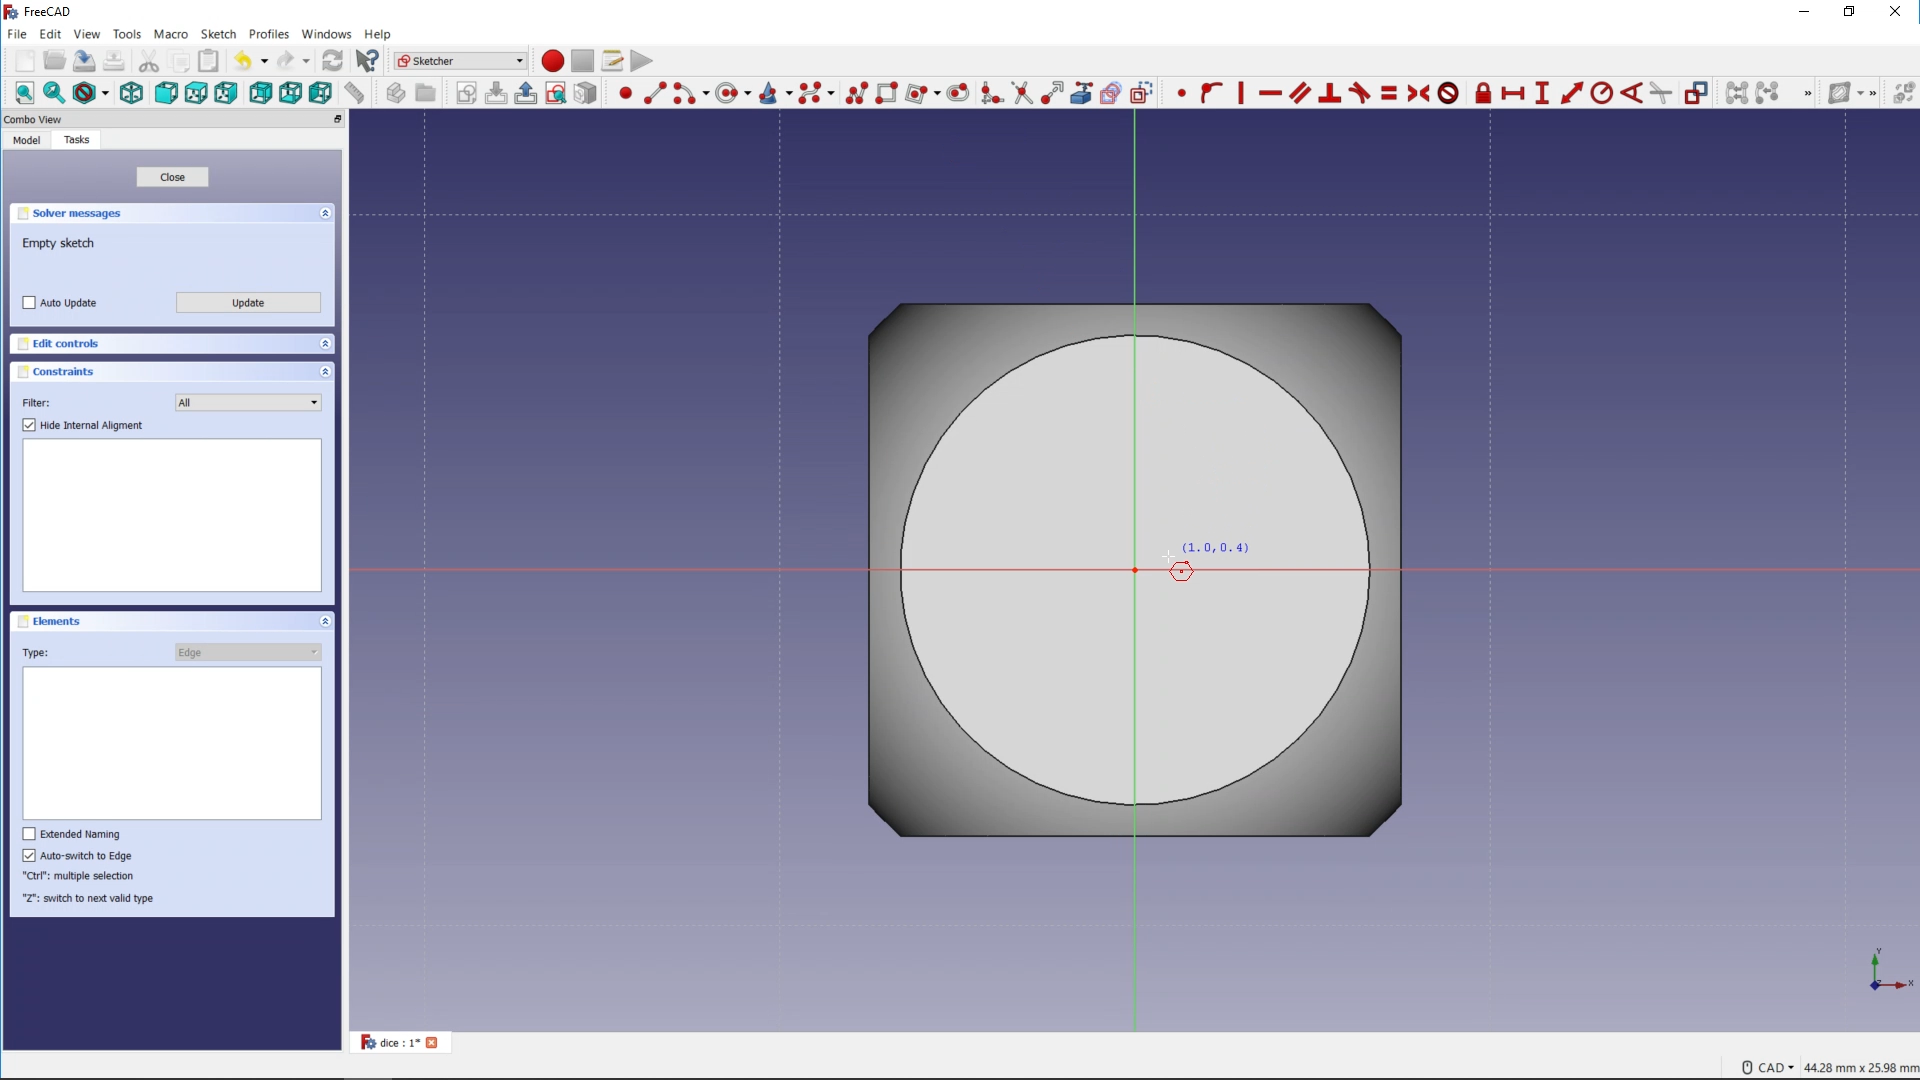 FreeCAD
File Edit View Tools Macro Sketch Profiles Windows Help
Sketcher
Combo View
Model Tasks
Close
Solver messages
Empty sketch
Auto Update Update
Edit controls
Constraints
Filter: All
Hide Internal Aligment
Elements
Type: Edge
Extended Naming
Auto-switch to Edge
"Ctrl": multiple selection
"Z": switch to next valid type
(1.0,0.4)
Y
X
dice : 1*
CAD 44.28 mm x 25.98 mm